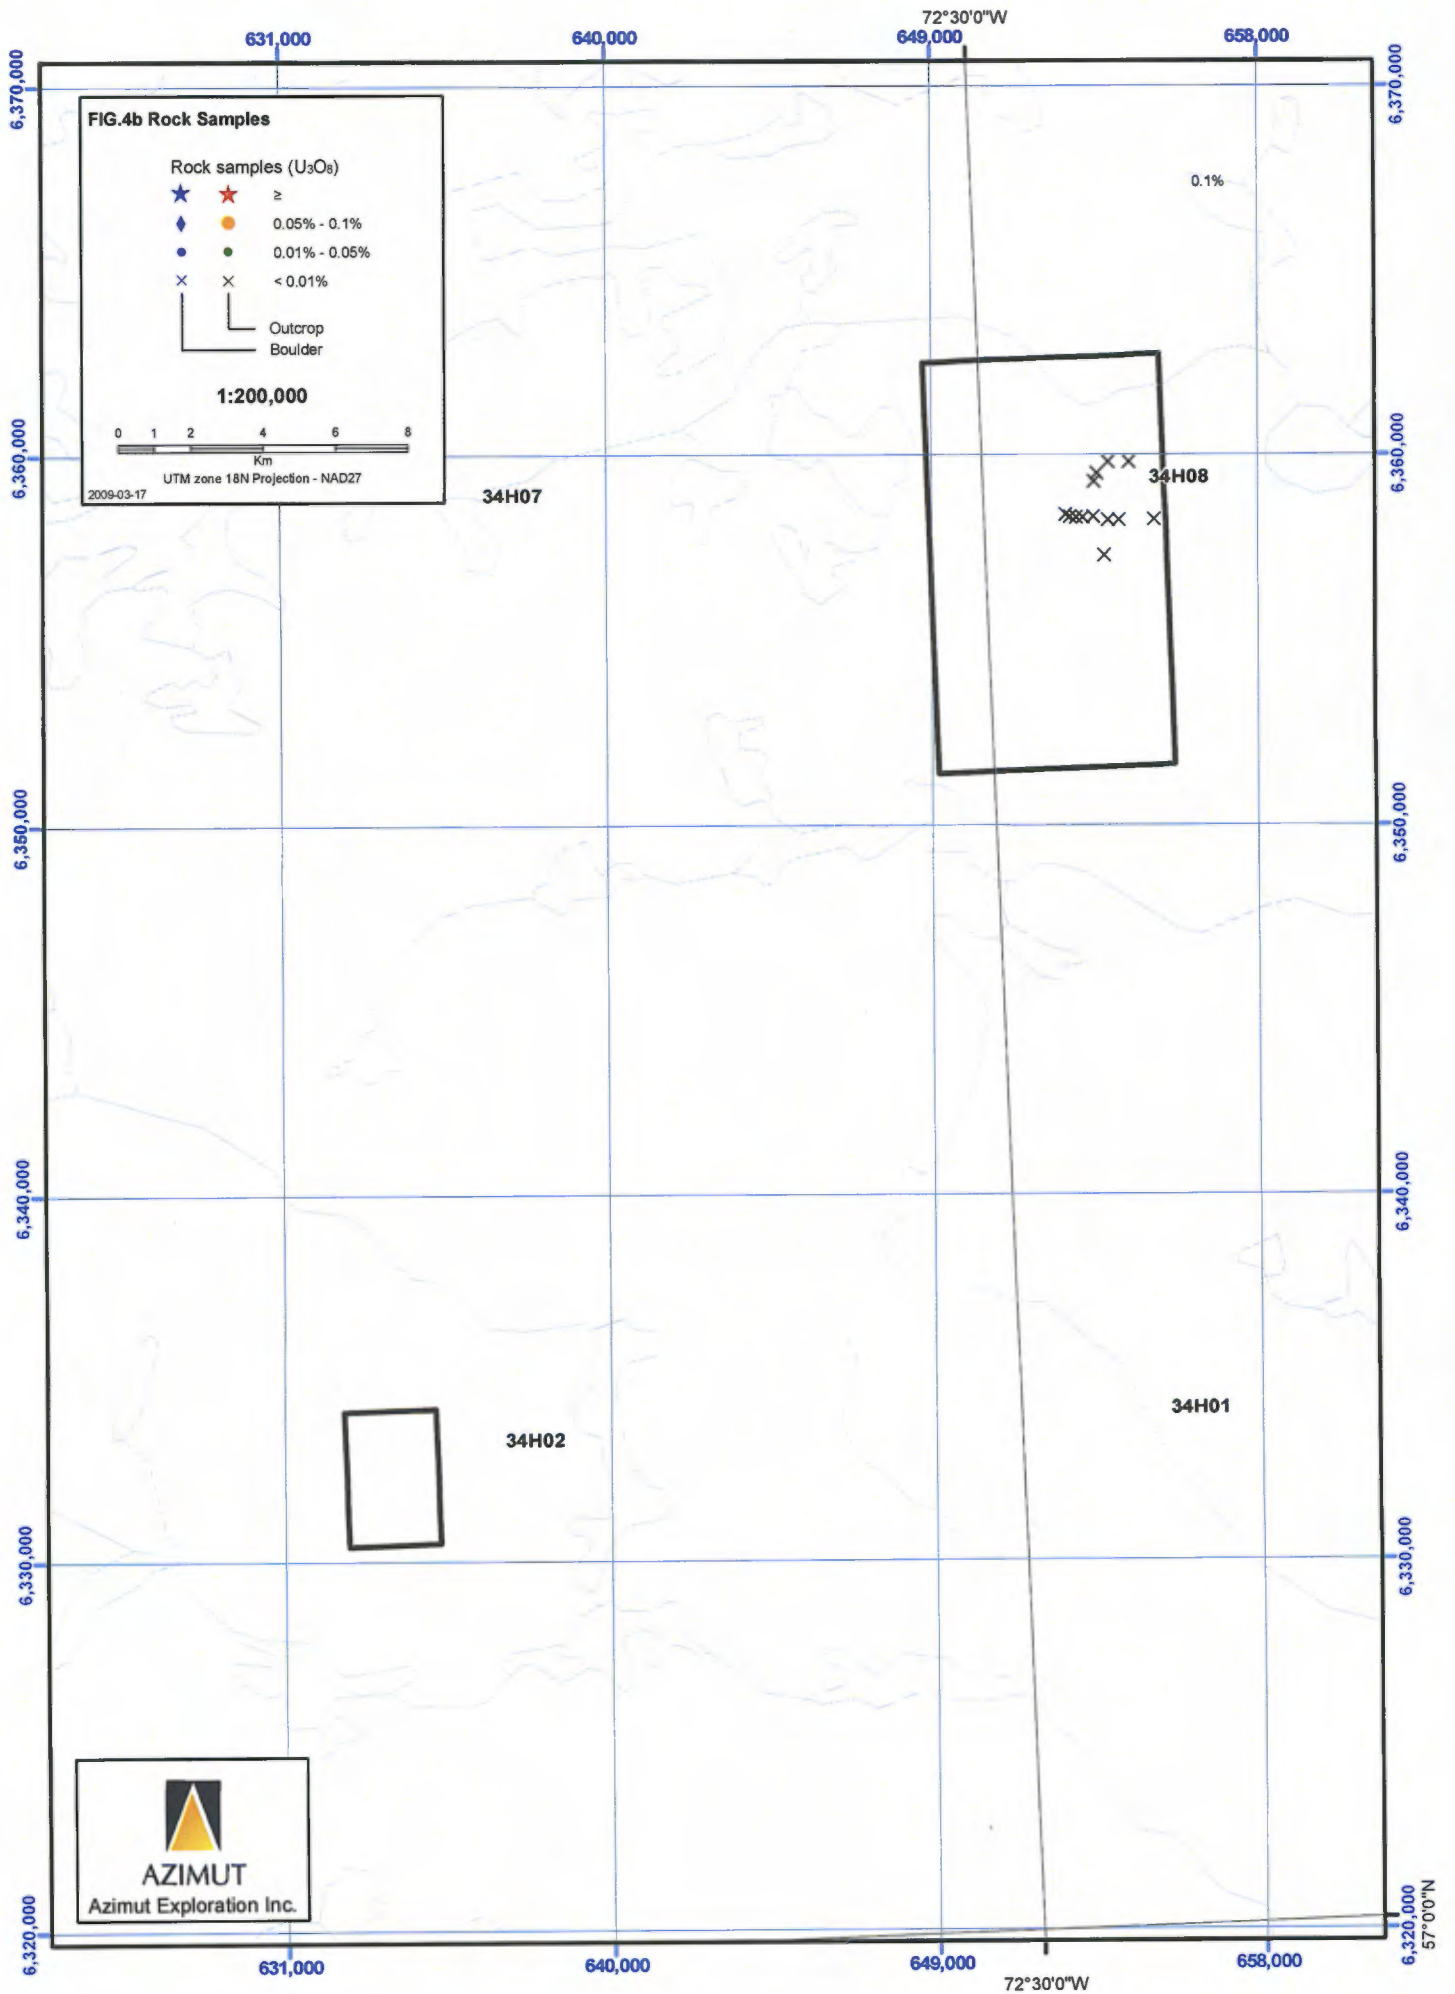 72°30'0"W
631,000
640,000
649,000
658,000
6,370,000
6,370,000
FIG.4b Rock Samples
Rock samples (U₃O₈)
≥
0.05% - 0.1%
0.01% - 0.05%
< 0.01%
Outcrop
Boulder
1:200,000
0 1 2 4 6 8
Km
UTM zone 18N Projection - NAD27
2009-03-17
0.1%
6,360,000
6,360,000
34H07
34H08
6,350,000
6,350,000
6,340,000
6,340,000
34H01
34H02
6,330,000
6,330,000
AZIMUT
Azimut Exploration Inc.
6,320,000
6,320,000
57°0'0"N
631,000
640,000
649,000
658,000
72°30'0"W